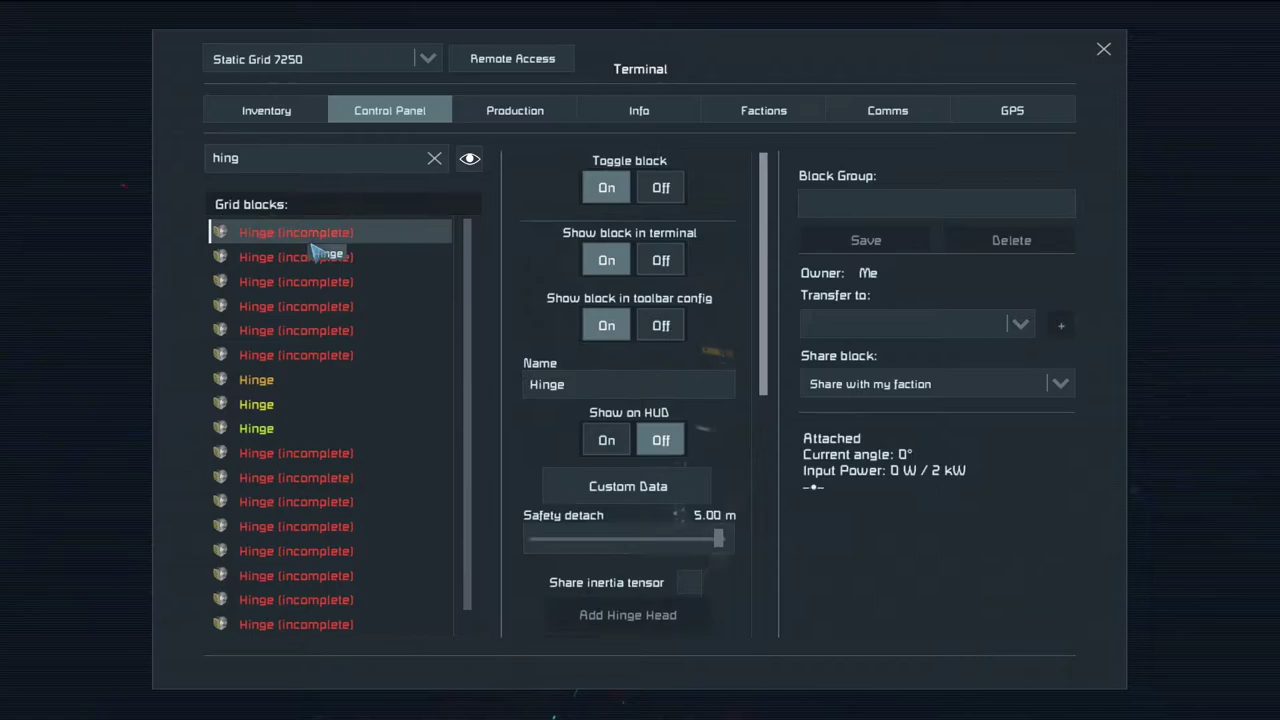 Static Grid 7250
Remote Access
Terminal
Inventory
Control Panel
Production
Info
Factions
Comms
GPS
hing
Grid blocks:
Hinge (incomplete)
Hinge (incomplete)
Hinge (incomplete)
Hinge (incomplete)
Hinge (incomplete)
Hinge (incomplete)
Hinge
Hinge
Hinge
Hinge (incomplete)
Hinge (incomplete)
Hinge (incomplete)
Hinge (incomplete)
Hinge (incomplete)
Hinge (incomplete)
Hinge (incomplete)
Hinge (incomplete)
Hinge
Toggle block
On Off
Show block in terminal
On Off
Show block in toolbar config
On Off
Name
Hinge
Show on HUD
On Off
Custom Data
Safety detach 5.00 m
Share inertia tensor
Add Hinge Head
Block Group:
Save Delete
Owner: Me
Transfer to:
+
Share block:
Share with my faction
Attached
Current angle: 0°
Input Power: 0 W / 2 kW